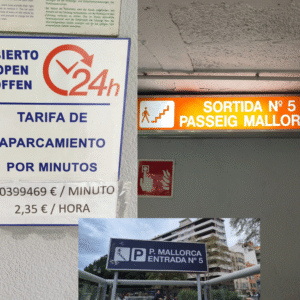 IERTO
OPEN
OFFEN
24h
TARIFA DE
APARCAMIENTO
POR MINUTOS
0399469 € / MINUTO
2,35 € / HORA
SORTIDA Nº 5
PASSEIG MALLOR
P
P. MALLORCA
ENTRADA Nº 5